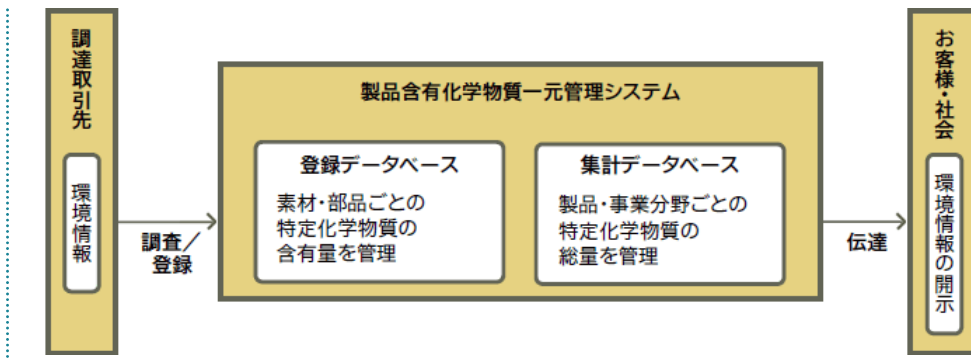 調達取引先
環境情報
調査／
登録
製品含有化学物質一元管理システム
登録データベース
素材・部品ごとの
特定化学物質の
含有量を管理
集計データベース
製品・事業分野ごとの
特定化学物質の
総量を管理
伝達
お客様・社会
環境情報の開示